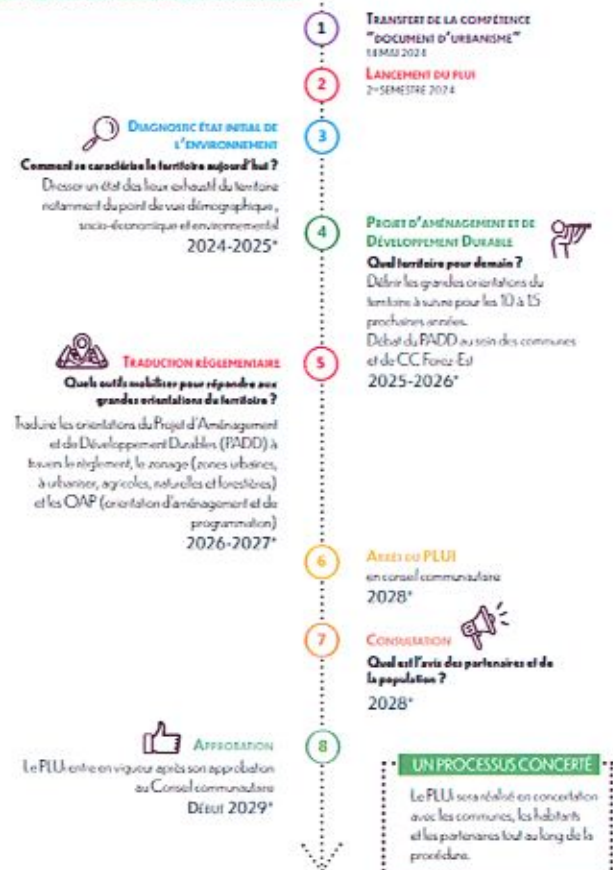 1
TRANSFERT DE LA COMPÉTENCE
"DOCUMENT D'URBANISME"
14 MAI 2024
2
LANCEMENT DU PLUI
2nd SEMESTRE 2024
3
DIAGNOSTIC ÉTAT INITIAL DE
L'ENVIRONNEMENT
Comment se caractérise le territoire aujourd'hui ?
Dresser un état des lieux exhaustif du territoire
notamment du point de vue démographique,
socio-économique et environnemental
2024-2025*
4
PROJET D'AMÉNAGEMENT ET DE
DÉVELOPPEMENT DURABLE
Quel territoire pour demain ?
Définir les grandes orientations du
territoire à suivre pour les 10 à 15
prochaines années.
Débat du PADD au sein des communes
et de CC Forez-Est
2025-2026*
5
TRADUCTION RÉGLEMENTAIRE
Quels outils mobiliser pour répondre aux
grandes orientations du territoire ?
Traduire les orientations du Projet d'Aménagement
et de Développement Durables (PADD) à
travers le règlement, le zonage (zones urbaines,
à urbaniser, agricoles, naturelles et forestières)
et les OAP (orientation d'aménagement et de
programmation)
2026-2027*
6
ARRÊT DU PLUI
en conseil communautaire
2028*
7
CONSULTATION
Quel est l'avis des partenaires et de
la population ?
2028*
8
APPROBATION
Le PLUi entre en vigueur après son approbation
au Conseil communautaire
DÉBUT 2029*
UN PROCESSUS CONCERTÉ
Le PLUi sera réalisé en concertation
avec les communes, les habitants
et les partenaires tout au long de la
procédure.